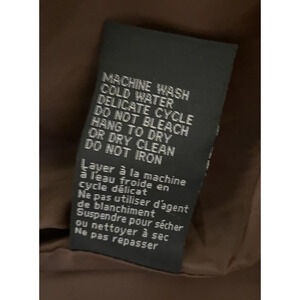 MACHINE WASH
COLD WATER
DELICATE CYCLE
DO NOT BLEACH
HANG TO DRY
OR DRY CLEAN
DO NOT IRON
Laver à la machine
à l'eau froide en
cycle délicat
Ne pas utiliser d'agent
de blanchiment
Suspendre pour sécher
ou nettoyer à sec
Ne pas repasser